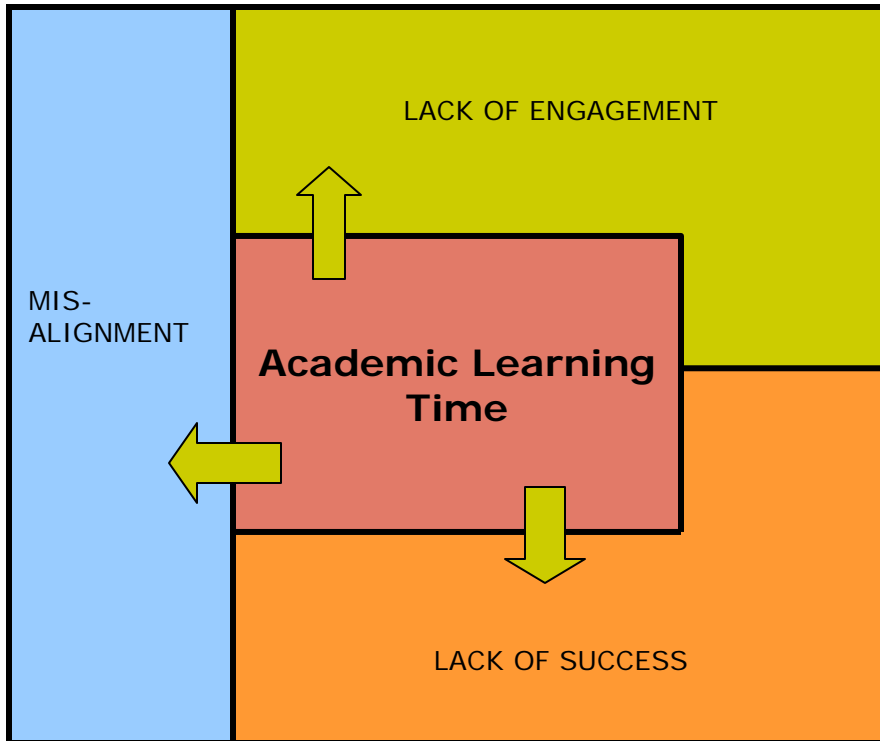 LACK OF ENGAGEMENT
MIS-
ALIGNMENT
Academic Learning
Time
LACK OF SUCCESS